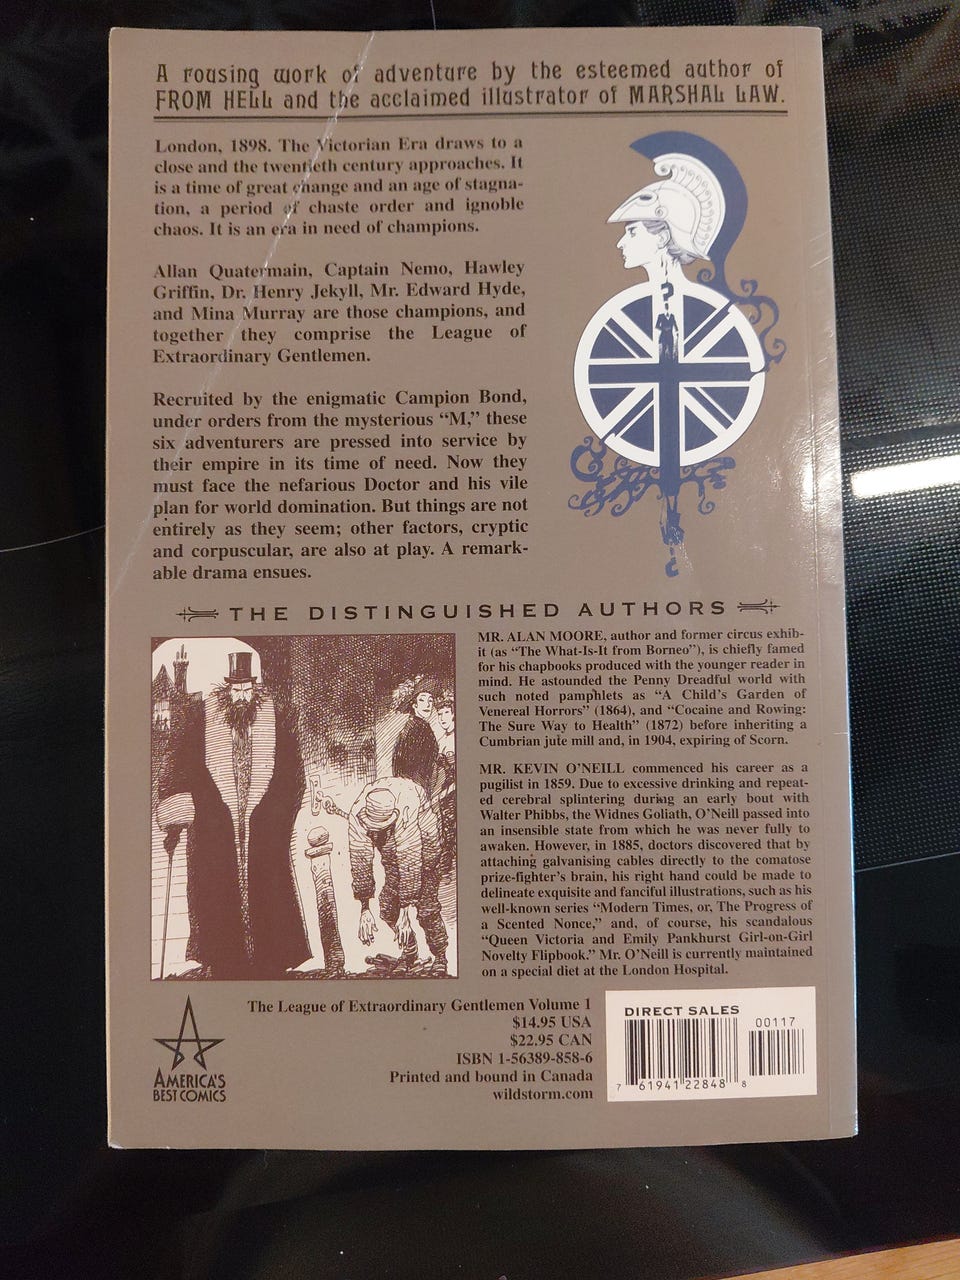 A rousing work of adventure by the esteemed author of
FROM HELL and the acclaimed illustrator of MARSHAL LAW.
London, 1898. The Victorian Era draws to a
close and the twentieth century approaches. It
is a time of great change and an age of stagna-
tion, a period of chaste order and ignoble
chaos. It is an era in need of champions.
Allan Quatermain, Captain Nemo, Hawley
Griffin, Dr. Henry Jekyll, Mr. Edward Hyde,
and Mina Murray are those champions, and
together they comprise the League of
Extraordinary Gentlemen.
Recruited by the enigmatic Campion Bond,
under orders from the mysterious “M,” these
six adventurers are pressed into service by
their empire in its time of need. Now they
must face the nefarious Doctor and his vile
plan for world domination. But things are not
entirely as they seem; other factors, cryptic
and corpuscular, are also at play. A remark-
able drama ensues.
?
?
THE DISTINGUISHED AUTHORS
MR. ALAN MOORE, author and former circus exhib-
it (as “The What-Is-It from Borneo”), is chiefly famed
for his chapbooks produced with the younger reader in
mind. He astounded the Penny Dreadful world with
such noted pamphlets as “A Child’s Garden of
Venereal Horrors” (1864), and “Cocaine and Rowing:
The Sure Way to Health” (1872) before inheriting a
Cumbrian jute mill and, in 1904, expiring of Scorn.
MR. KEVIN O’NEILL commenced his career as a
pugilist in 1859. Due to excessive drinking and repeat-
ed cerebral splintering during an early bout with
Walter Phibbs, the Widnes Goliath, O’Neill passed into
an insensible state from which he was never fully to
awaken. However, in 1885, doctors discovered that by
attaching galvanising cables directly to the comatose
prize-fighter’s brain, his right hand could be made to
delineate exquisite and fanciful illustrations, such as his
well-known series “Modern Times, or, The Progress of
a Scented Nonce,” and, of course, his scandalous
“Queen Victoria and Emily Pankhurst Girl-on-Girl
Novelty Flipbook.” Mr. O’Neill is currently maintained
on a special diet at the London Hospital.
AMERICA'S
BEST COMICS
The League of Extraordinary Gentlemen Volume 1
$14.95 USA
$22.95 CAN
ISBN 1-56389-858-6
Printed and bound in Canada
wildstorm.com
DIRECT SALES
00117
7 61941 22848 8